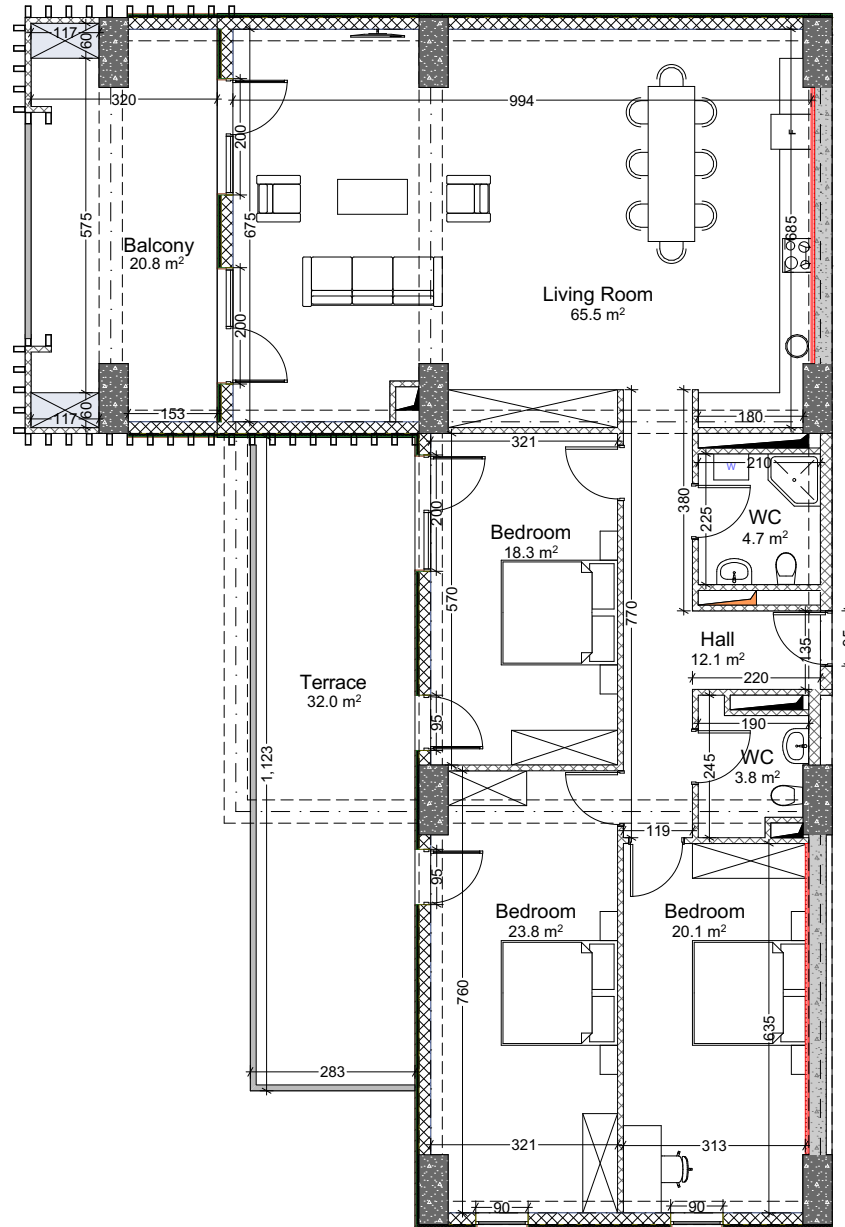 117
60
320
994
200
675
575
685
F
Balcony
20.8 m²
Living Room
65.5 m²
200
153
117
60
180
321
210
W
380
225
200
WC
4.7 m²
Bedroom
18.3 m²
570
770
Hall
12.1 m²
135
220
Terrace
32.0 m²
95
190
1,123
245
WC
3.8 m²
119
95
Bedroom
23.8 m²
Bedroom
20.1 m²
760
635
283
321
313
90
90